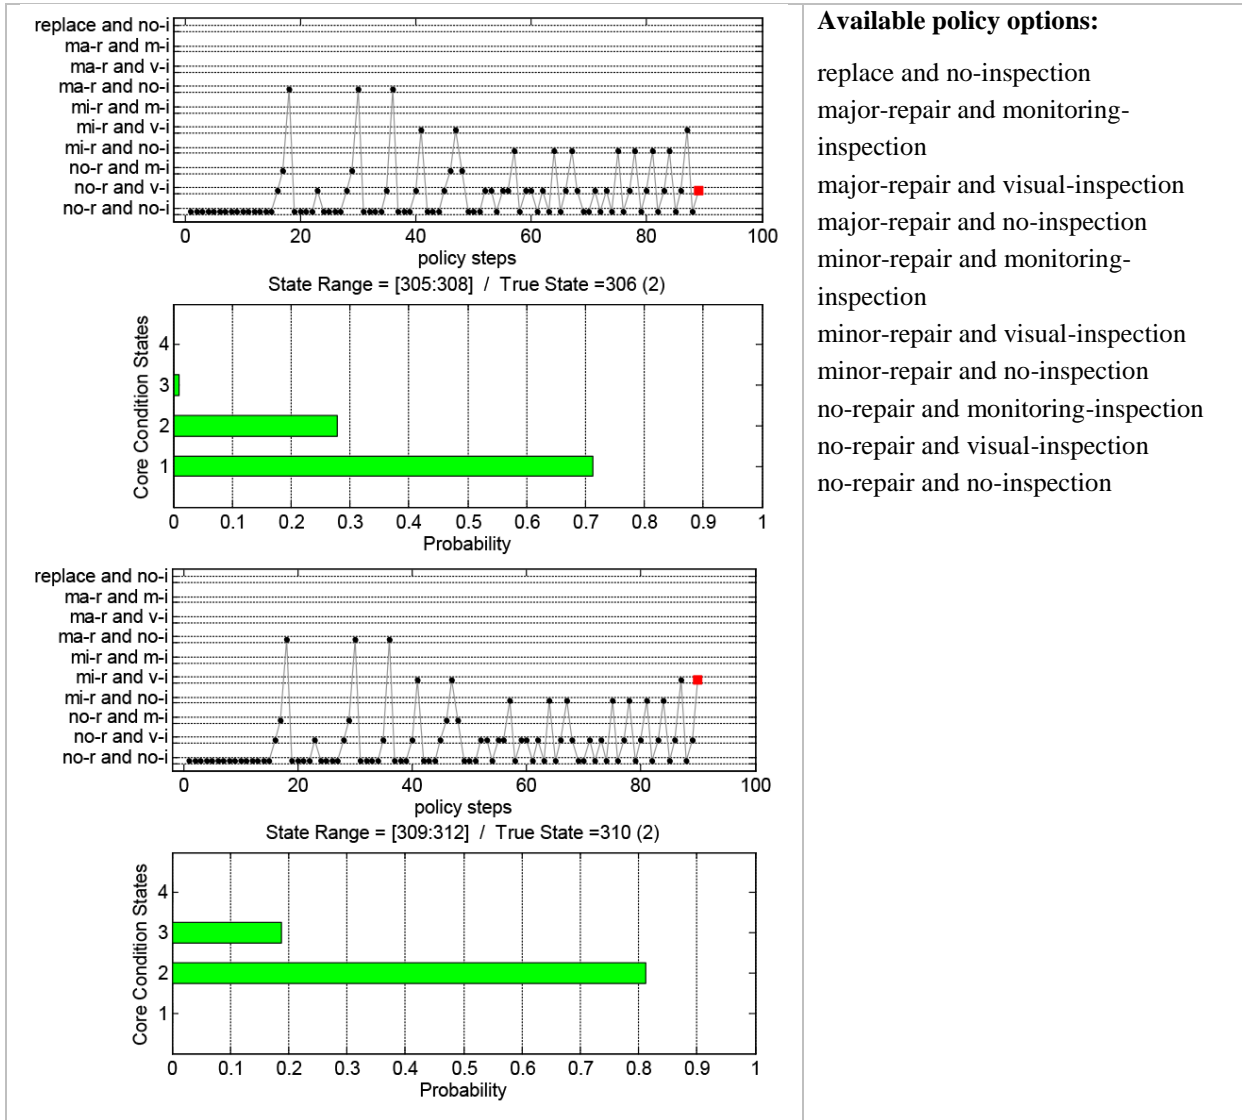 replace and no-i
ma-r and m-i
ma-r and v-i
ma-r and no-i
mi-r and m-i
mi-r and v-i
mi-r and no-i
no-r and m-i
no-r and v-i
no-r and no-i
0 20 40 60 80 100
policy steps
State Range = [305:308] / True State =306 (2)
Core Condition States
4
3
2
1
0 0.1 0.2 0.3 0.4 0.5 0.6 0.7 0.8 0.9 1
Probability
replace and no-i
ma-r and m-i
ma-r and v-i
ma-r and no-i
mi-r and m-i
mi-r and v-i
mi-r and no-i
no-r and m-i
no-r and v-i
no-r and no-i
0 20 40 60 80 100
policy steps
State Range = [309:312] / True State =310 (2)
Core Condition States
4
3
2
1
0 0.1 0.2 0.3 0.4 0.5 0.6 0.7 0.8 0.9 1
Probability
Available policy options:
replace and no-inspection
major-repair and monitoring-
inspection
major-repair and visual-inspection
major-repair and no-inspection
minor-repair and monitoring-
inspection
minor-repair and visual-inspection
minor-repair and no-inspection
no-repair and monitoring-inspection
no-repair and visual-inspection
no-repair and no-inspection